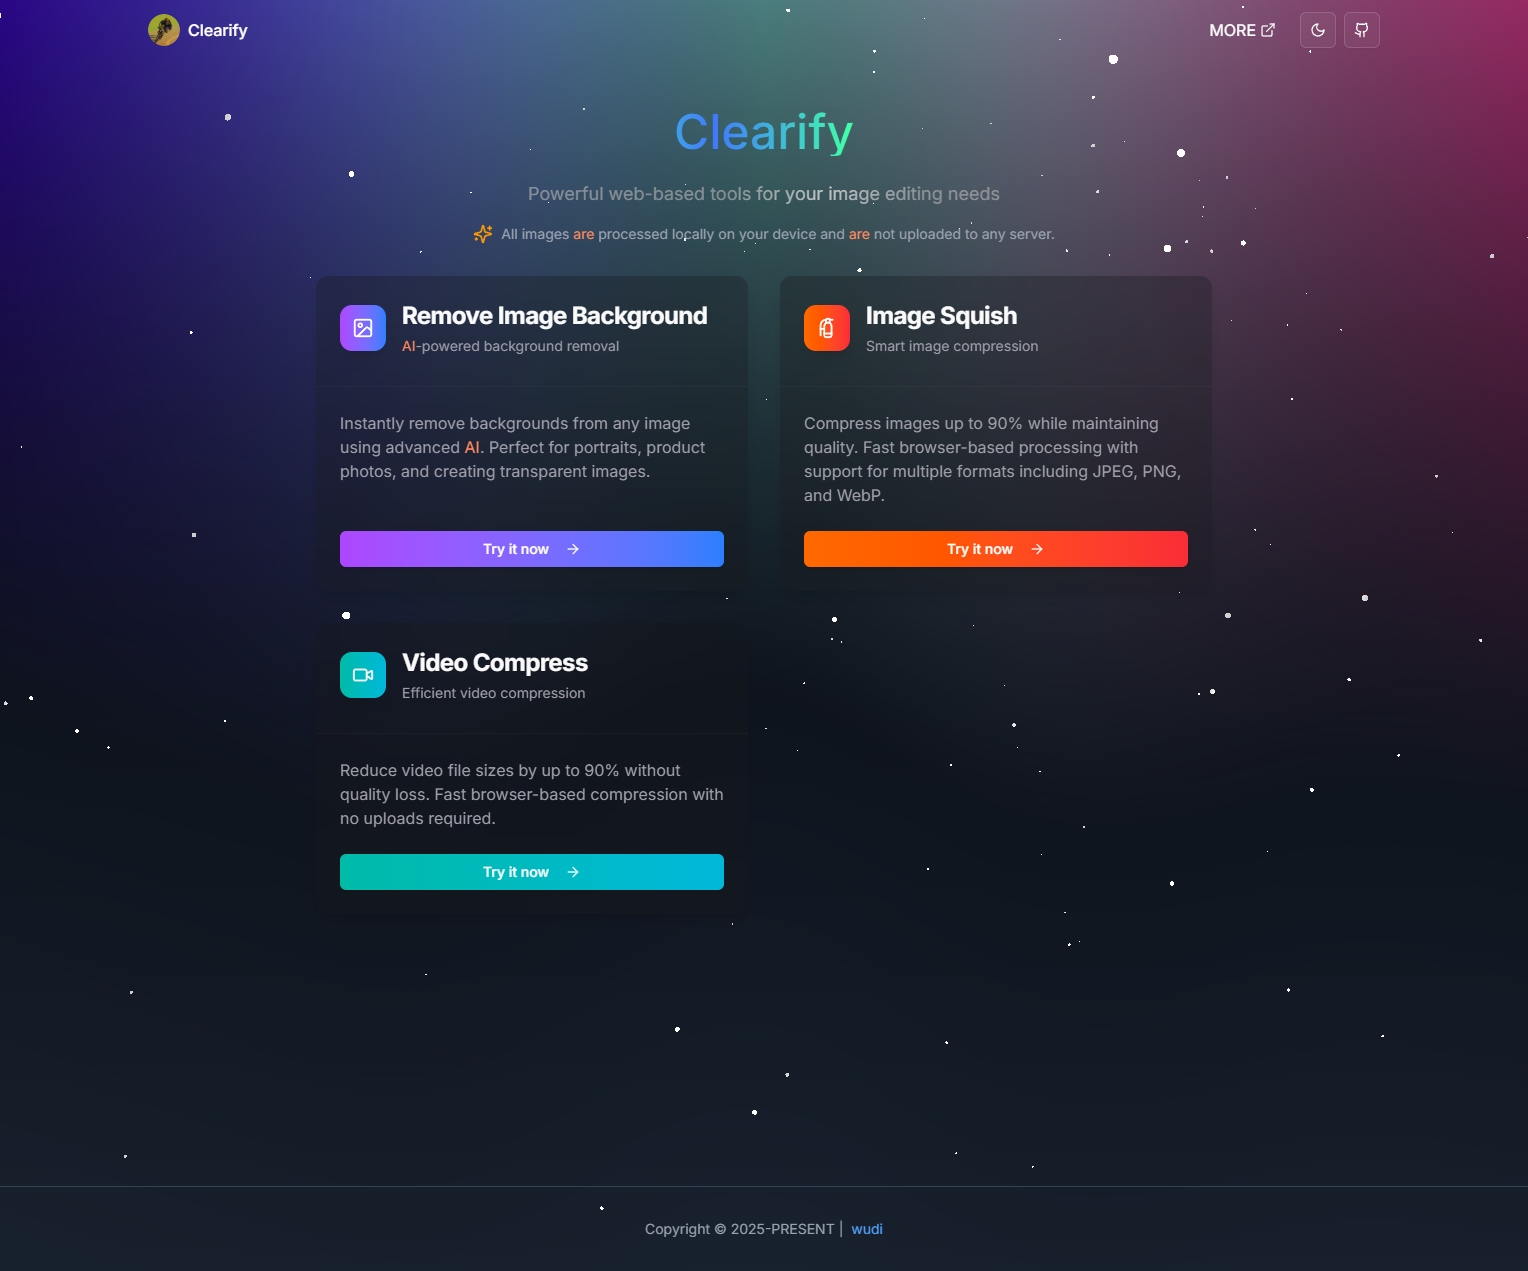 Clearify
MORE
Clearify
Powerful web-based tools for your image editing needs
All images are processed locally on your device and are not uploaded to any server.
Remove Image Background
AI-powered background removal
Instantly remove backgrounds from any image
using advanced AI. Perfect for portraits, product
photos, and creating transparent images.
Try it now
Image Squish
Smart image compression
Compress images up to 90% while maintaining
quality. Fast browser-based processing with
support for multiple formats including JPEG, PNG,
and WebP.
Try it now
Video Compress
Efficient video compression
Reduce video file sizes by up to 90% without
quality loss. Fast browser-based compression with
no uploads required.
Try it now
Copyright © 2025-PRESENT | wudi